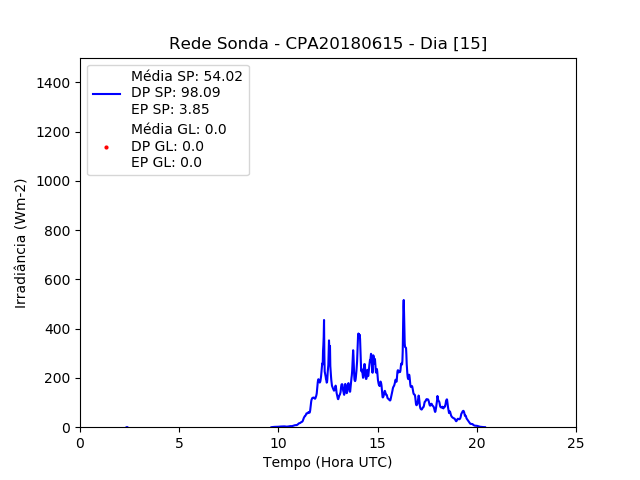 Rede Sonda - CPA20180615 - Dia [15]
Média SP: 54.02
DP SP: 98.09
EP SP: 3.85
Média GL: 0.0
DP GL: 0.0
EP GL: 0.0
Irradiância (Wm-2)
1400
1200
1000
800
600
400
200
0
0 5 10 15 20 25
Tempo (Hora UTC)